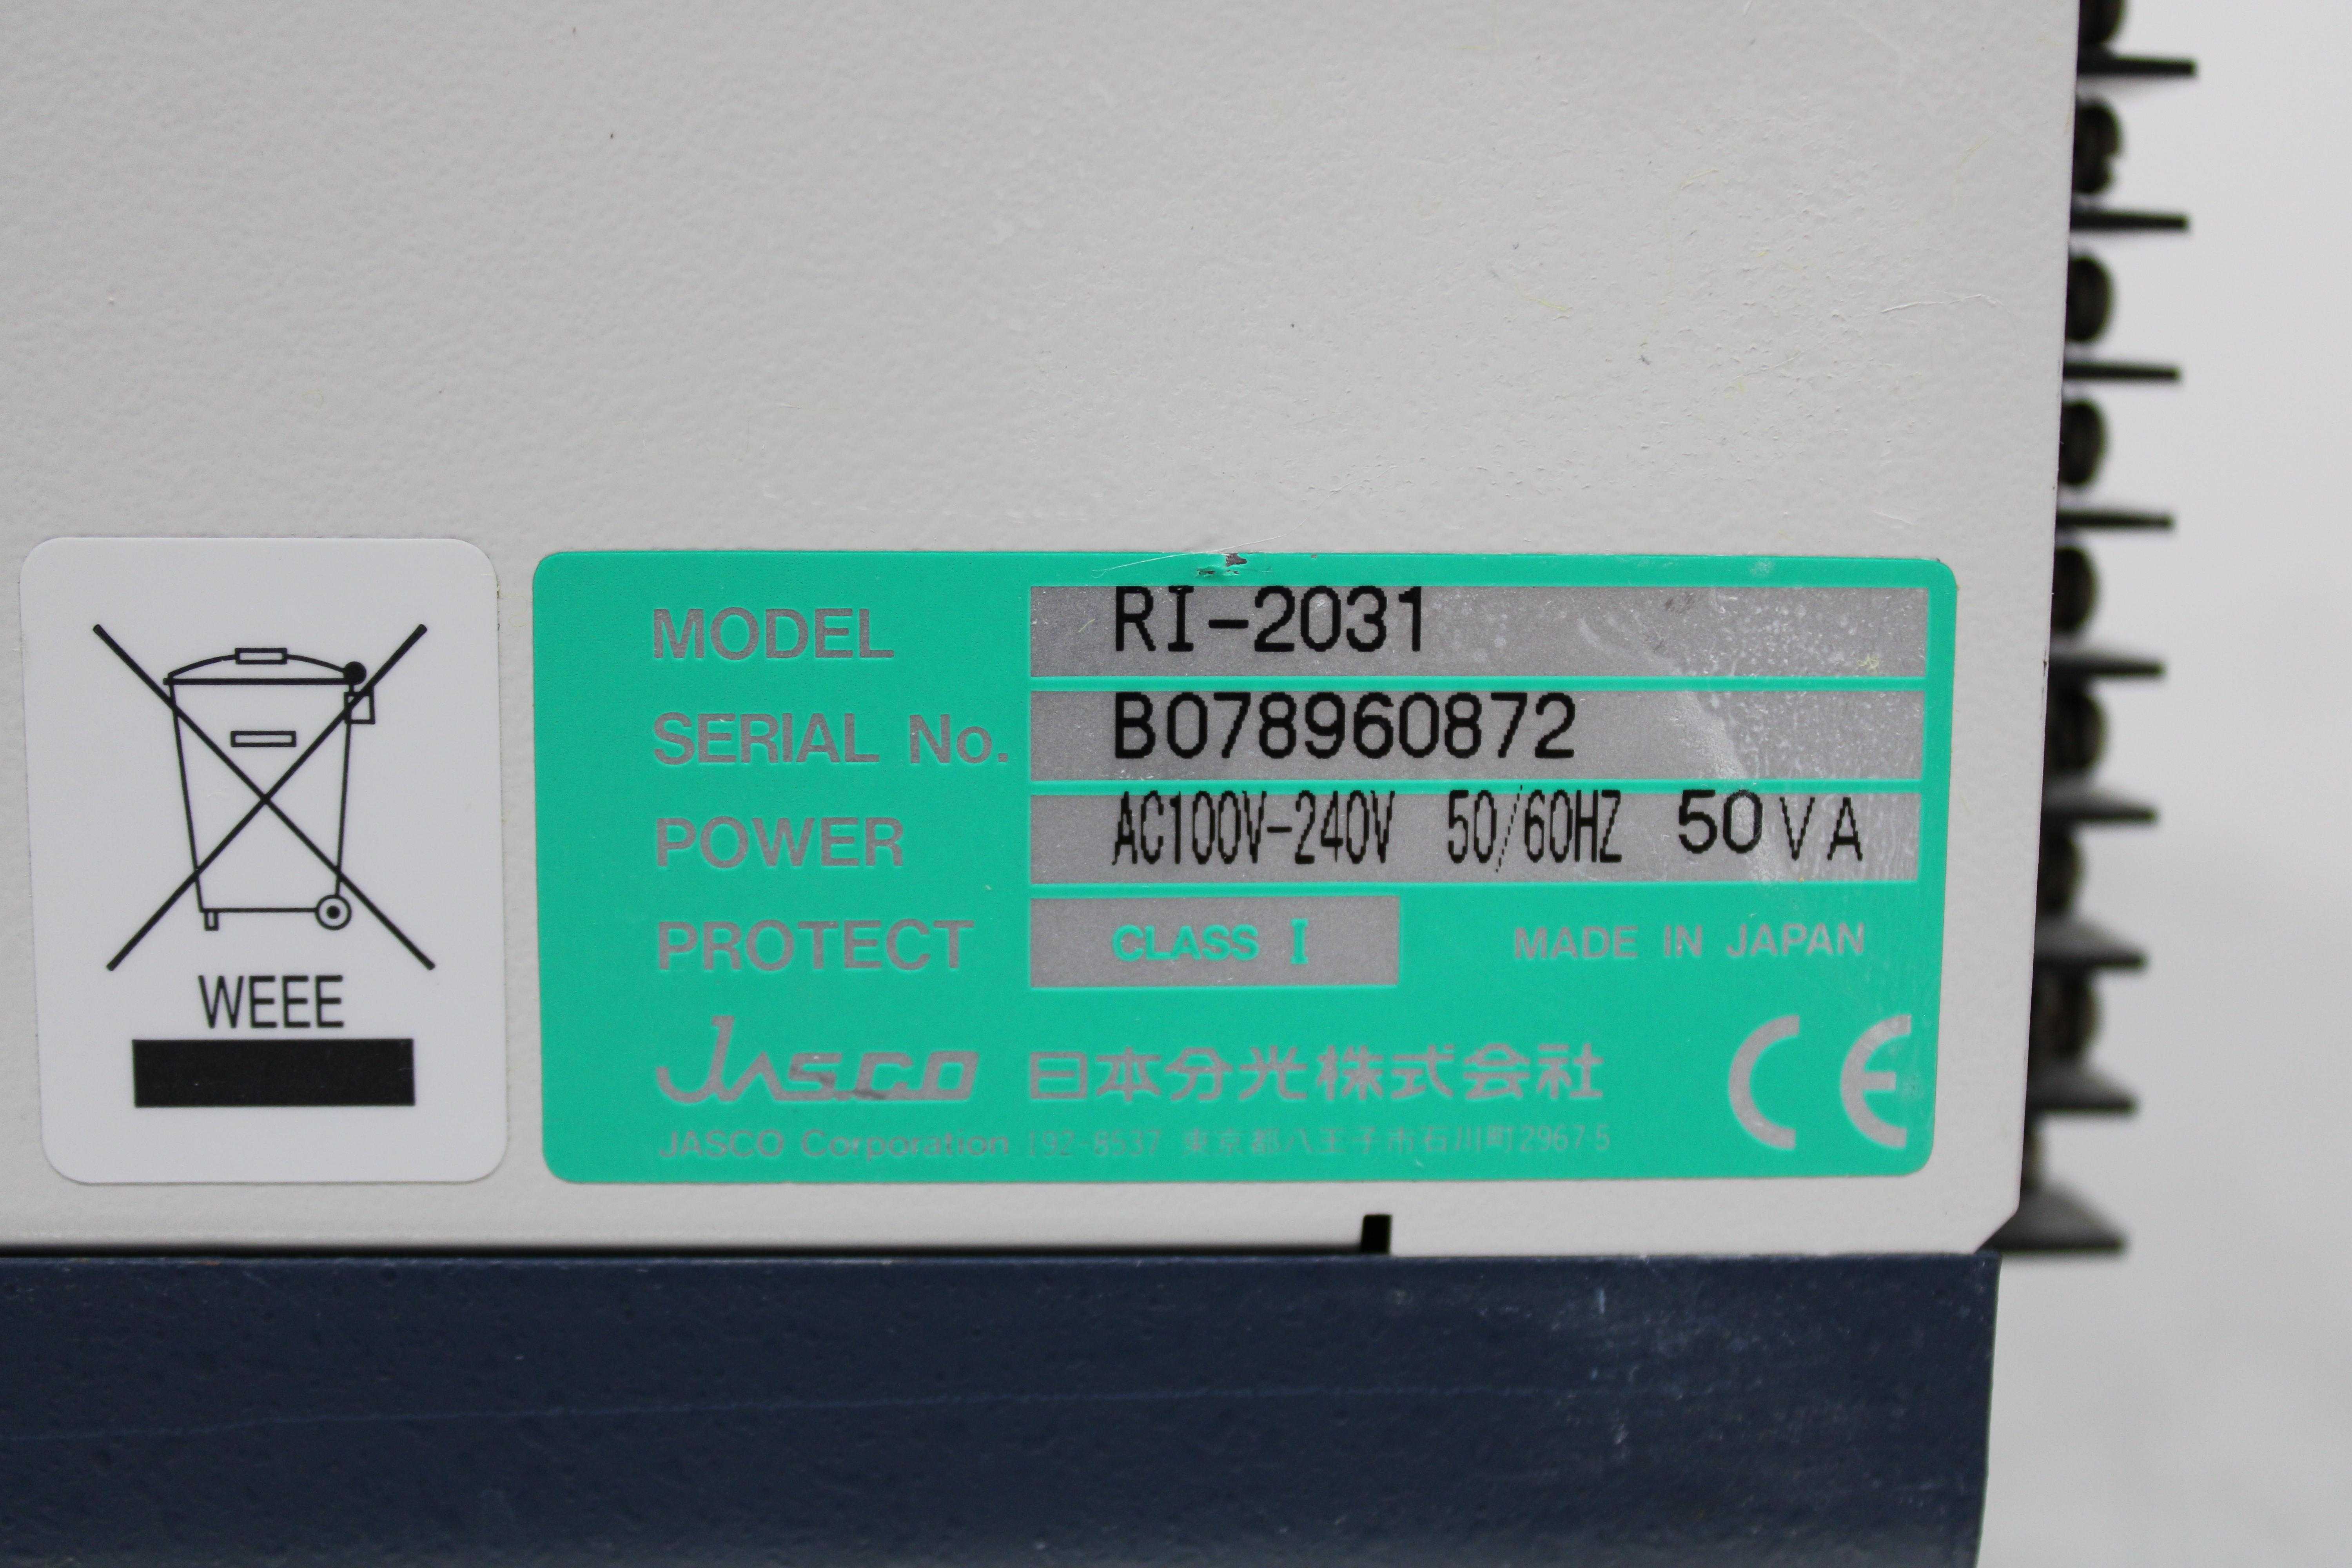 WEEE
MODEL RI-2031
SERIAL No. B078960872
POWER AC100V-240V 50/60HZ 50VA
PROTECT CLASS I MADE IN JAPAN
JASCO 日本分光株式会社 CE
JASCO Corporation 192-8537 東京都八王子市石川町2967-5